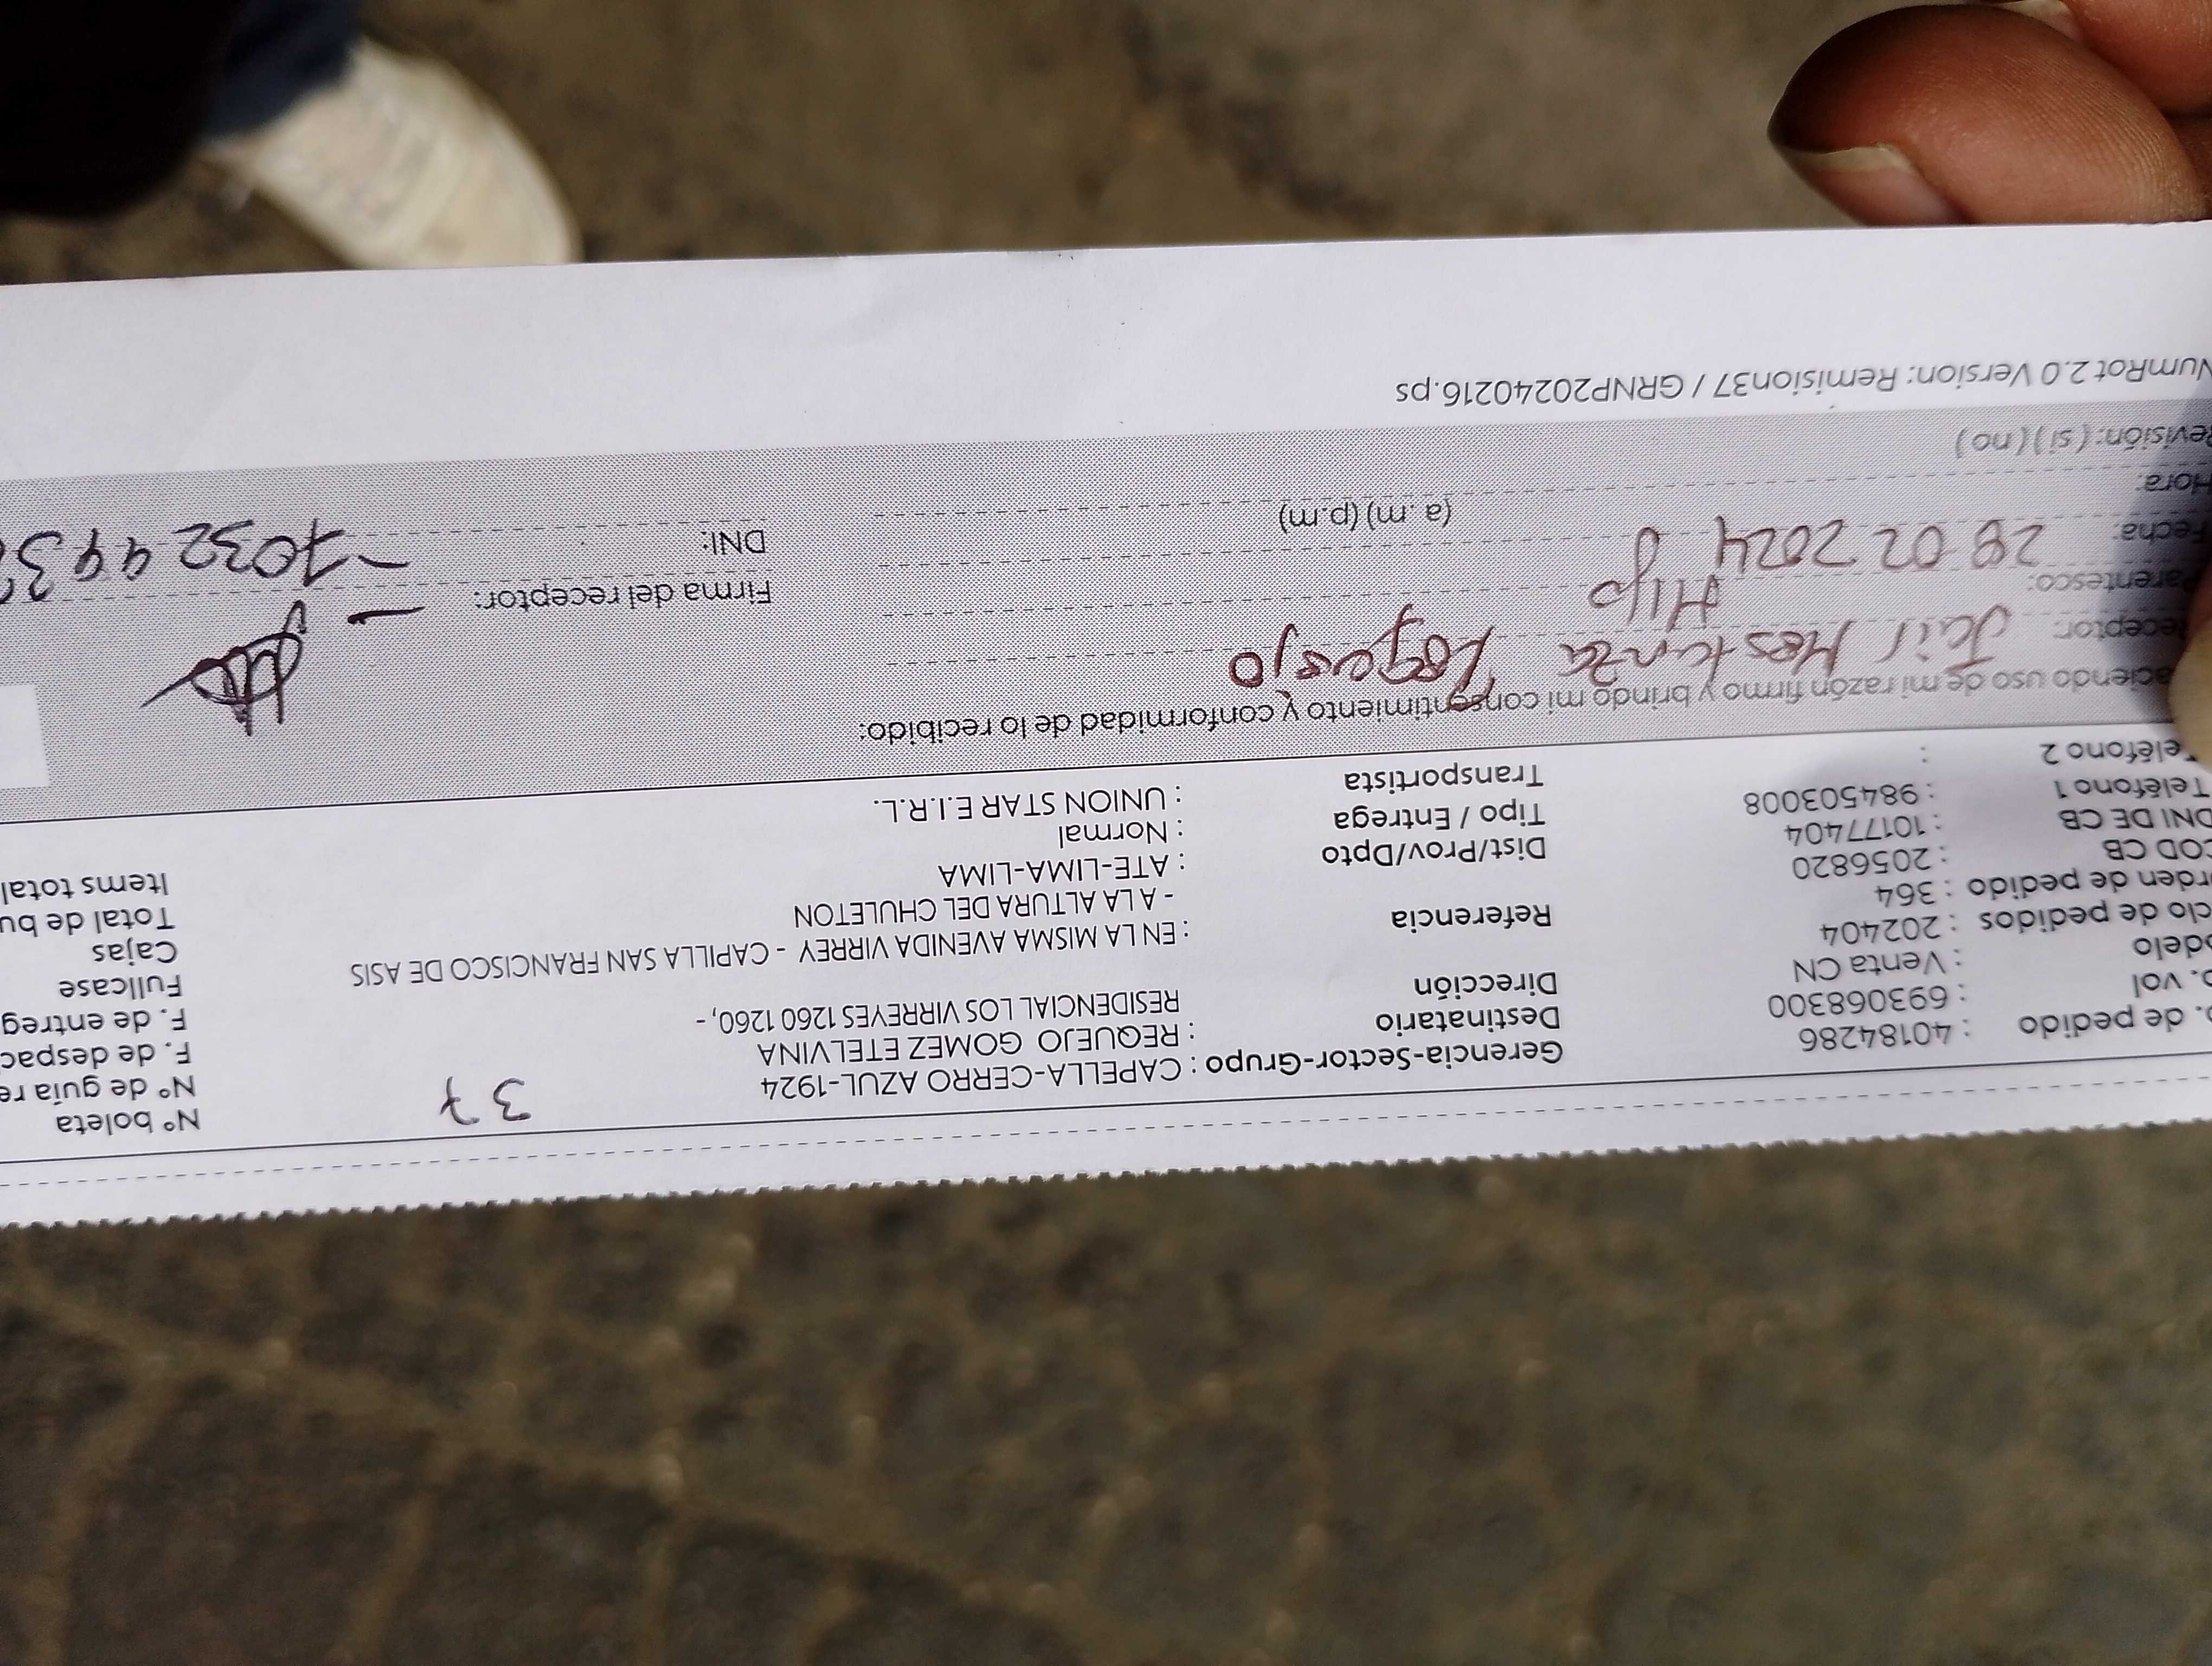 Nº boleta
Nº de guía re
F. de despac
F. de entreg
Fullcase
Cajas
Total de bu
Items total
37
Gerencia-Sector-Grupo : CAPELLA-CERRO AZUL-1924
Destinatario : REQUEJO GOMEZ ETELVINA
Dirección RESIDENCIAL LOS VIRREYES 1260 1260, -
Referencia : EN LA MISMA AVENIDA VIRREY - CAPILLA SAN FRANCISCO DE ASIS
- A LA ALTURA DEL CHULETON
Dist/Prov/Dpto : ATE-LIMA-LIMA
Tipo / Entrega : Normal
Transportista : UNION STAR E.I.R.L.
o. de pedido : 40184286
o. vol : 693068300
odelo : Venta CN
clo de pedidos : 202404
rden de pedido : 364
COD CB : 2056820
DNI DE CB : 10177404
Teléfono 1 : 984503008
Teléfono 2 :
aciendo uso de mi razón firmo y brindo mi consentimiento y conformidad de lo recibido:
Receptor: Jair Mestanza Requejo
Parentesco: Hijo
Fecha: 28 02 2024
Hora: (a. m) (p.m)
Revisión: ( si ) ( no )
Firma del receptor:
DNI: 7032443
NumRot 2.0 Version: Remision37 / GRNP20240216.ps